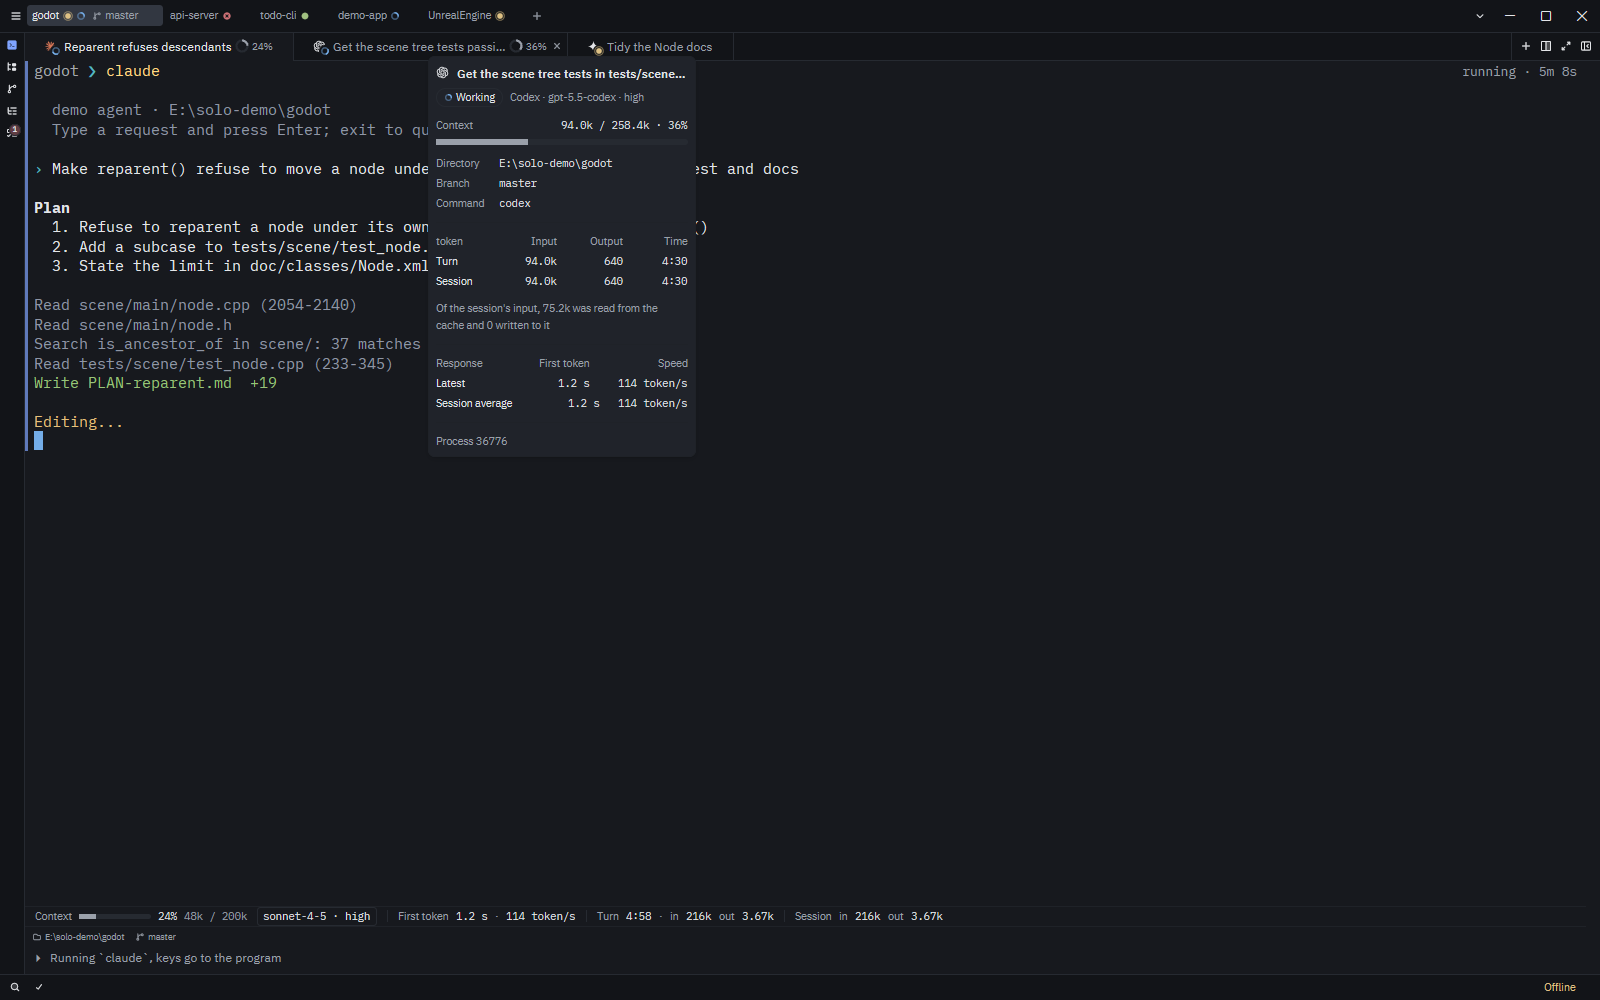 godot master api-server todo-cli demo-app UnrealEngine
Reparent refuses descendants 24% Get the scene tree tests passi... 36% Tidy the Node docs
godot ❯ claude
running · 5m 8s
demo agent · E:\solo-demo\godot
Type a request and press Enter; exit to qu
› Make reparent() refuse to move a node unde
est and docs
Plan
1. Refuse to reparent a node under its own
()
2. Add a subcase to tests/scene/test_node.
3. State the limit in doc/classes/Node.xml
Read scene/main/node.cpp (2054-2140)
Read scene/main/node.h
Search is_ancestor_of in scene/: 37 matches
Read tests/scene/test_node.cpp (233-345)
Write PLAN-reparent.md +19
Editing...
Get the scene tree tests in tests/scene...
Working Codex · gpt-5.5-codex · high
Context 94.0k / 258.4k · 36%
Directory E:\solo-demo\godot
Branch master
Command codex
token Input Output Time
Turn 94.0k 640 4:30
Session 94.0k 640 4:30
Of the session's input, 75.2k was read from the
cache and 0 written to it
Response First token Speed
Latest 1.2 s 114 token/s
Session average 1.2 s 114 token/s
Process 36776
1
Context 24% 48k / 200k sonnet-4-5 · high First token 1.2 s · 114 token/s Turn 4:58 · in 216k out 3.67k Session in 216k out 3.67k
E:\solo-demo\godot master
Running `claude`, keys go to the program
Offline